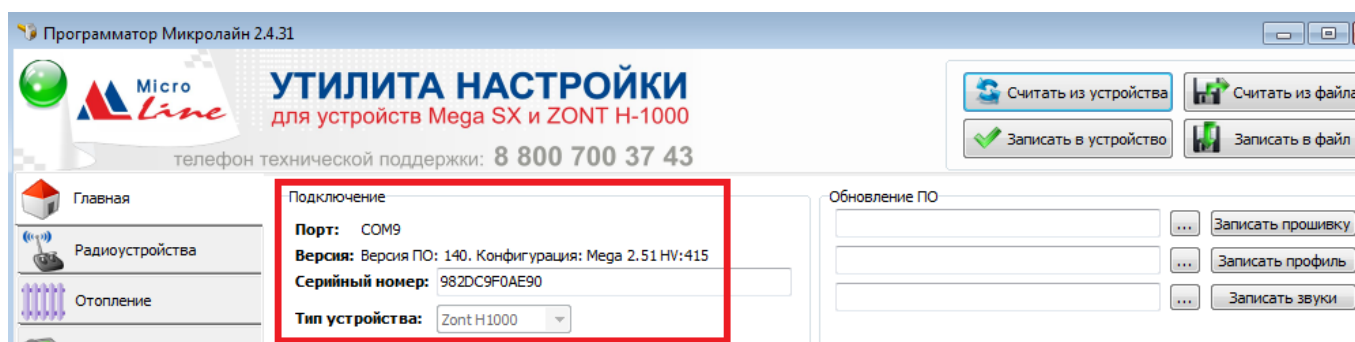 Программатор Микролайн 2.4.31
Micro
Line
УТИЛИТА НАСТРОЙКИ
для устройств Mega SX и ZONT H-1000
телефон технической поддержки: 8 800 700 37 43
Считать из устройства
Считать из файла
Записать в устройство
Записать в файл
Главная
Радиоустройства
Отопление
Подключение
Порт: COM9
Версия: Версия ПО: 140. Конфигурация: Mega 2.51 HV:415
Серийный номер: 982DC9F0AE90
Тип устройства: Zont H1000
Обновление ПО
... Записать прошивку
... Записать профиль
... Записать звуки